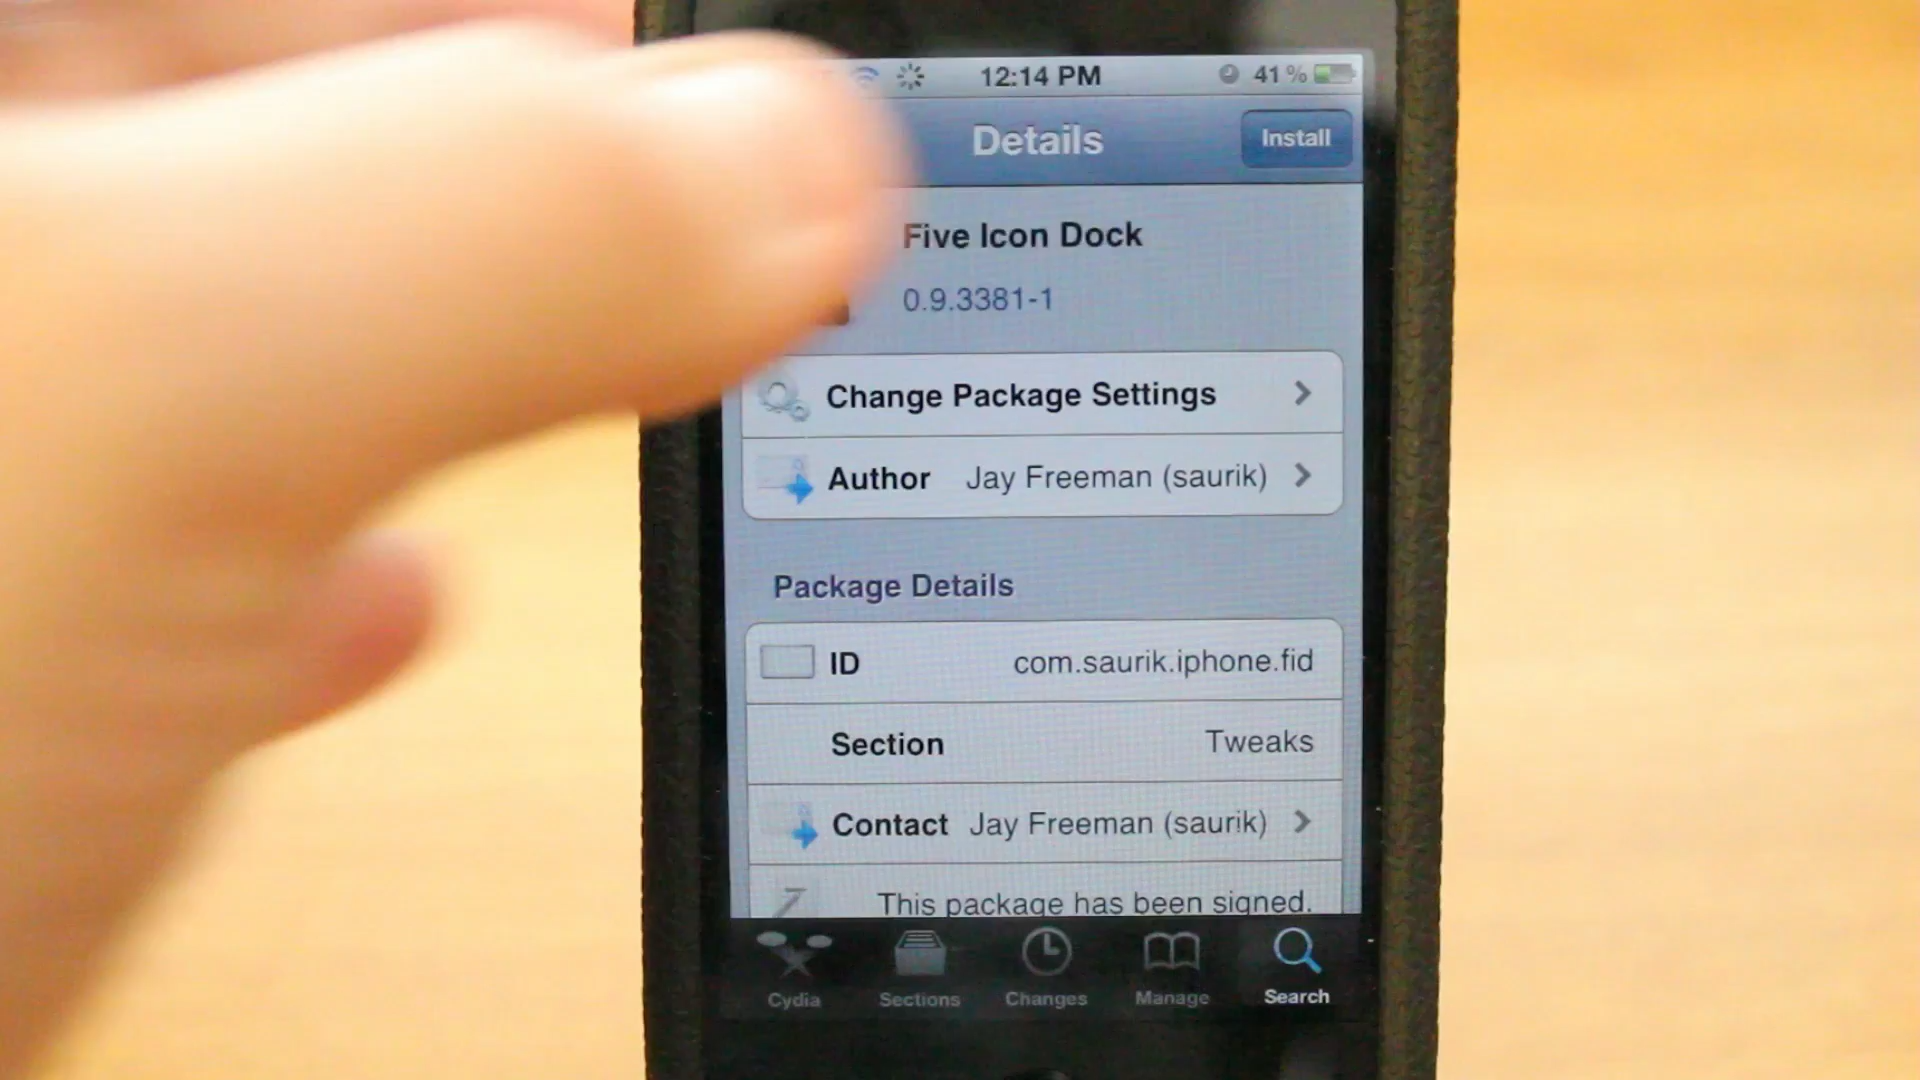 12:14 PM 41%
Details Install
Five Icon Dock
0.9.3381-1
Change Package Settings
Author Jay Freeman (saurik)
Package Details
ID com.saurik.iphone.fid
Section Tweaks
Contact Jay Freeman (saurik)
This package has been signed.
Cydia Sections Changes Manage Search